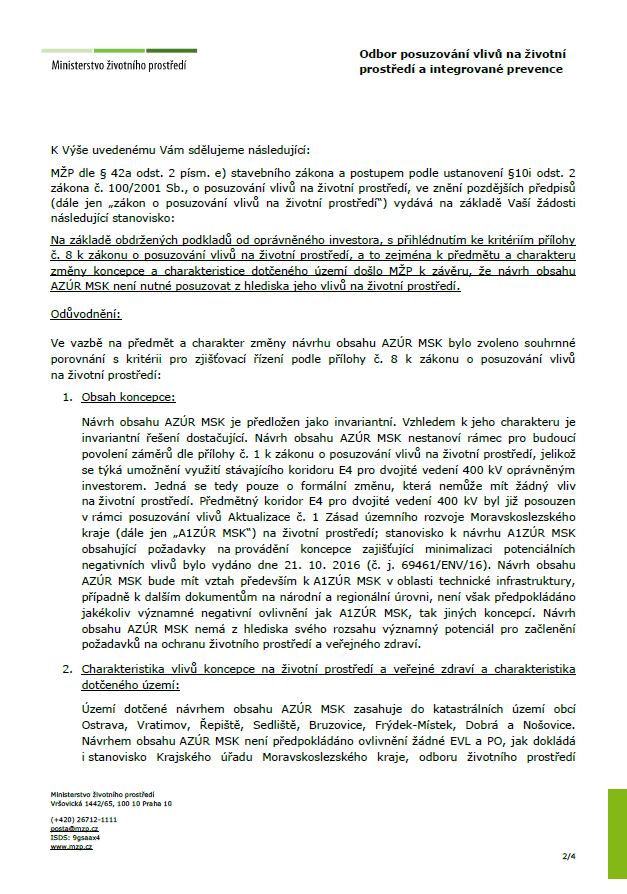 Ministerstvo životního prostředí
Odbor posuzování vlivů na životní
prostředí a integrované prevence
K Výše uvedenému Vám sdělujeme následující:
MŽP dle § 42a odst. 2 písm. e) stavebního zákona a postupem podle ustanovení §10i odst. 2
zákona č. 100/2001 Sb., o posuzování vlivů na životní prostředí, ve znění pozdějších předpisů
(dále jen „zákon o posuzování vlivů na životní prostředí“) vydává na základě Vaší žádosti
následující stanovisko:
Na základě obdržených podkladů od oprávněného investora, s přihlédnutím ke kritériím přílohy
č. 8 k zákonu o posuzování vlivů na životní prostředí, a to zejména k předmětu a charakteru
změny koncepce a charakteristice dotčeného území došlo MŽP k závěru, že návrh obsahu
AZÚR MSK není nutné posuzovat z hlediska jeho vlivů na životní prostředí.
Odůvodnění:
Ve vazbě na předmět a charakter změny návrhu obsahu AZÚR MSK bylo zvoleno souhrnné
porovnání s kritérii pro zjišťovací řízení podle přílohy č. 8 k zákonu o posuzování vlivů
na životní prostředí:
1. Obsah koncepce:
Návrh obsahu AZÚR MSK je předložen jako invariantní. Vzhledem k jeho charakteru je
invariantní řešení dostačující. Návrh obsahu AZÚR MSK nestanoví rámec pro budoucí
povolení záměrů dle přílohy č. 1 k zákonu o posuzování vlivů na životní prostředí, jelikož
se týká umožnění využití stávajícího koridoru E4 pro dvojité vedení 400 kV oprávněným
investorem. Jedná se tedy pouze o formální změnu, která nemůže mít žádný vliv
na životní prostředí. Předmětný koridor E4 pro dvojité vedení 400 kV byl již posouzen
v rámci posuzování vlivů Aktualizace č. 1 Zásad územního rozvoje Moravskoslezského
kraje (dále jen „A1ZÚR MSK“) na životní prostředí; stanovisko k návrhu A1ZÚR MSK
obsahující požadavky na provádění koncepce zajišťující minimalizaci potenciálních
negativních vlivů bylo vydáno dne 21. 10. 2016 (č. j. 69461/ENV/16). Návrh obsahu
AZÚR MSK bude mít vztah především k A1ZÚR MSK v oblasti technické infrastruktury,
případně k dalším dokumentům na národní a regionální úrovni, není však předpokládáno
jakékoliv významné negativní ovlivnění jak A1ZÚR MSK, tak jiných koncepcí. Návrh
obsahu AZÚR MSK nemá z hlediska svého rozsahu významný potenciál pro začlenění
požadavků na ochranu životního prostředí a veřejného zdraví.
2. Charakteristika vlivů koncepce na životní prostředí a veřejné zdraví a charakteristika
dotčeného území:
Území dotčené návrhem obsahu AZÚR MSK zasahuje do katastrálních území obcí
Ostrava, Vratimov, Řepiště, Sedliště, Bruzovice, Frýdek-Místek, Dobrá a Nošovice.
Návrhem obsahu AZÚR MSK není předpokládáno ovlivnění žádné EVL a PO, jak dokládá
i stanovisko Krajského úřadu Moravskoslezského kraje, odboru životního prostředí
Ministerstvo životního prostředí
Vršovická 1442/65, 100 10 Praha 10
(+420) 26712-1111
posta@mzp.cz
ISDS: 9gsaax4
www.mzp.cz
2/4